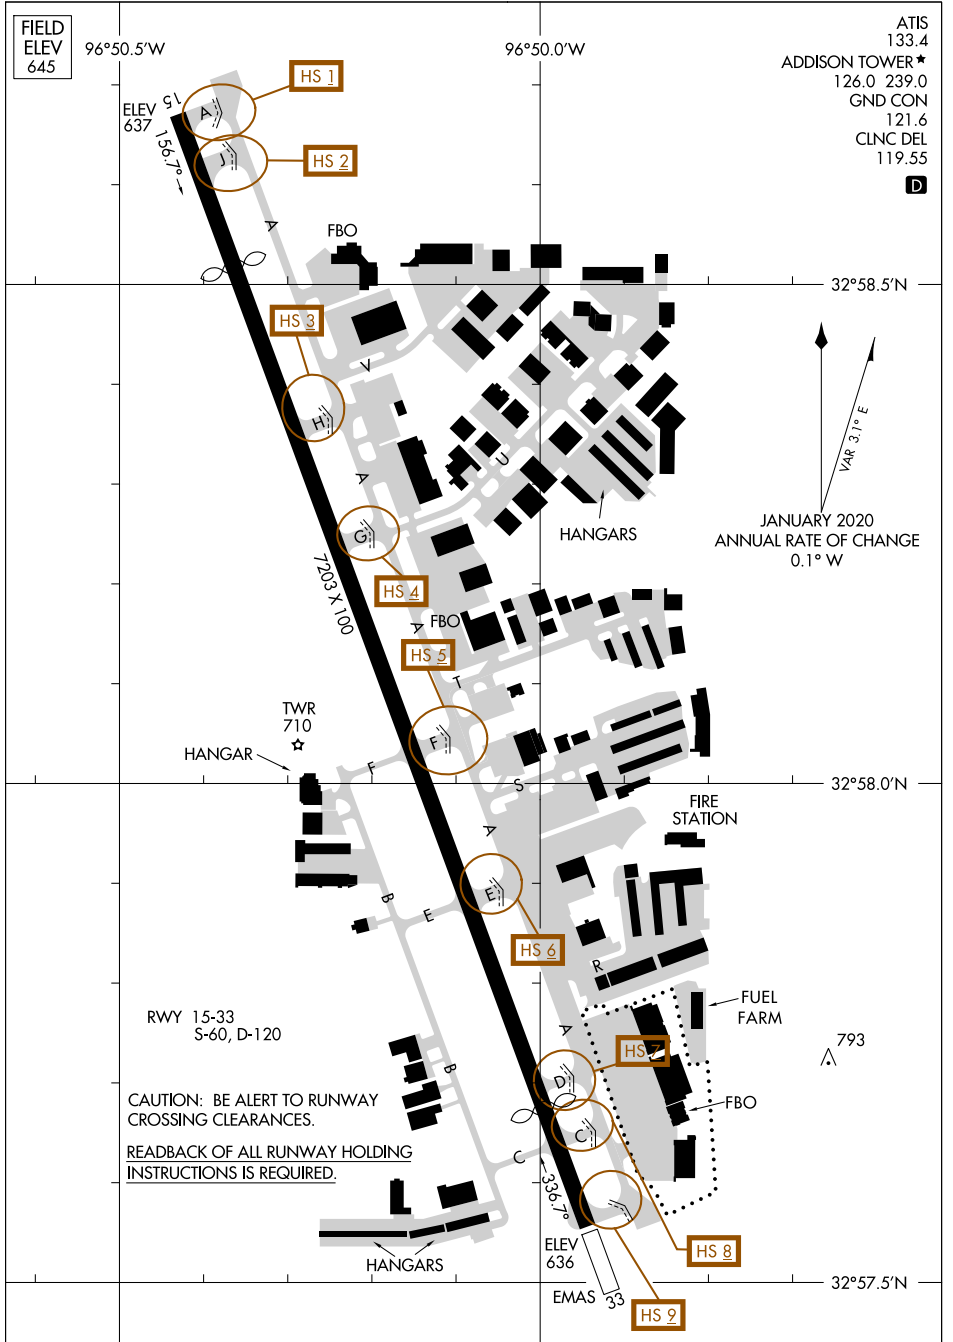 FIELD
ELEV
645
96°50.5'W
96°50.0'W
ATIS
133.4
ADDISON TOWER★
126.0 239.0
GND CON
121.6
CLNC DEL
119.55
D
HS 1
15
ELEV
637
A
156.7°
J
HS 2
A
FBO
32°58.5'N
HS 3
V
H
VAR 3.1° E
A
U
G
HANGARS
JANUARY 2020
ANNUAL RATE OF CHANGE
0.1° W
7203 X 100
HS 4
A
FBO
HS 5
T
TWR
710
F
HANGAR
F
S
32°58.0'N
FIRE
STATION
A
E
B
E
HS 6
R
RWY 15-33
S-60, D-120
FUEL
FARM
A
793
HS 7
B
D
CAUTION: BE ALERT TO RUNWAY
CROSSING CLEARANCES.
FBO
C
READBACK OF ALL RUNWAY HOLDING
INSTRUCTIONS IS REQUIRED.
C
336.7°
ELEV
636
HS 8
HANGARS
32°57.5'N
EMAS
33
HS 9